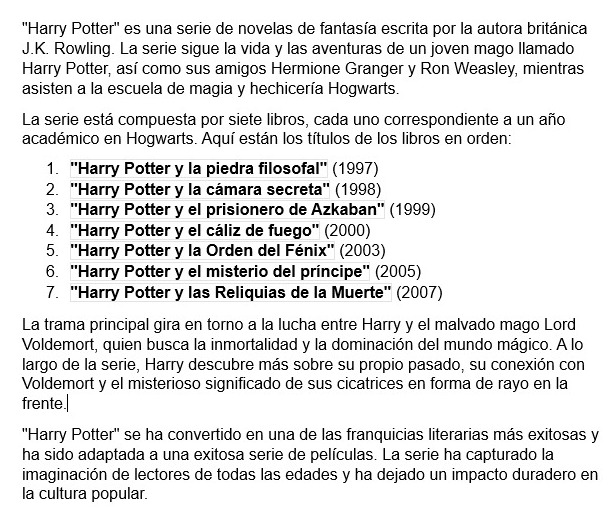 "Harry Potter" es una serie de novelas de fantasía escrita por la autora británica
J.K. Rowling. La serie sigue la vida y las aventuras de un joven mago llamado
Harry Potter, así como sus amigos Hermione Granger y Ron Weasley, mientras
asisten a la escuela de magia y hechicería Hogwarts.
La serie está compuesta por siete libros, cada uno correspondiente a un año
académico en Hogwarts. Aquí están los títulos de los libros en orden:
1. "Harry Potter y la piedra filosofal" (1997)
2. "Harry Potter y la cámara secreta" (1998)
3. "Harry Potter y el prisionero de Azkaban" (1999)
4. "Harry Potter y el cáliz de fuego" (2000)
5. "Harry Potter y la Orden del Fénix" (2003)
6. "Harry Potter y el misterio del príncipe" (2005)
7. "Harry Potter y las Reliquias de la Muerte" (2007)
La trama principal gira en torno a la lucha entre Harry y el malvado mago Lord
Voldemort, quien busca la inmortalidad y la dominación del mundo mágico. A lo
largo de la serie, Harry descubre más sobre su propio pasado, su conexión con
Voldemort y el misterioso significado de sus cicatrices en forma de rayo en la
frente.
"Harry Potter" se ha convertido en una de las franquicias literarias más exitosas y
ha sido adaptada a una exitosa serie de películas. La serie ha capturado la
imaginación de lectores de todas las edades y ha dejado un impacto duradero en
la cultura popular.